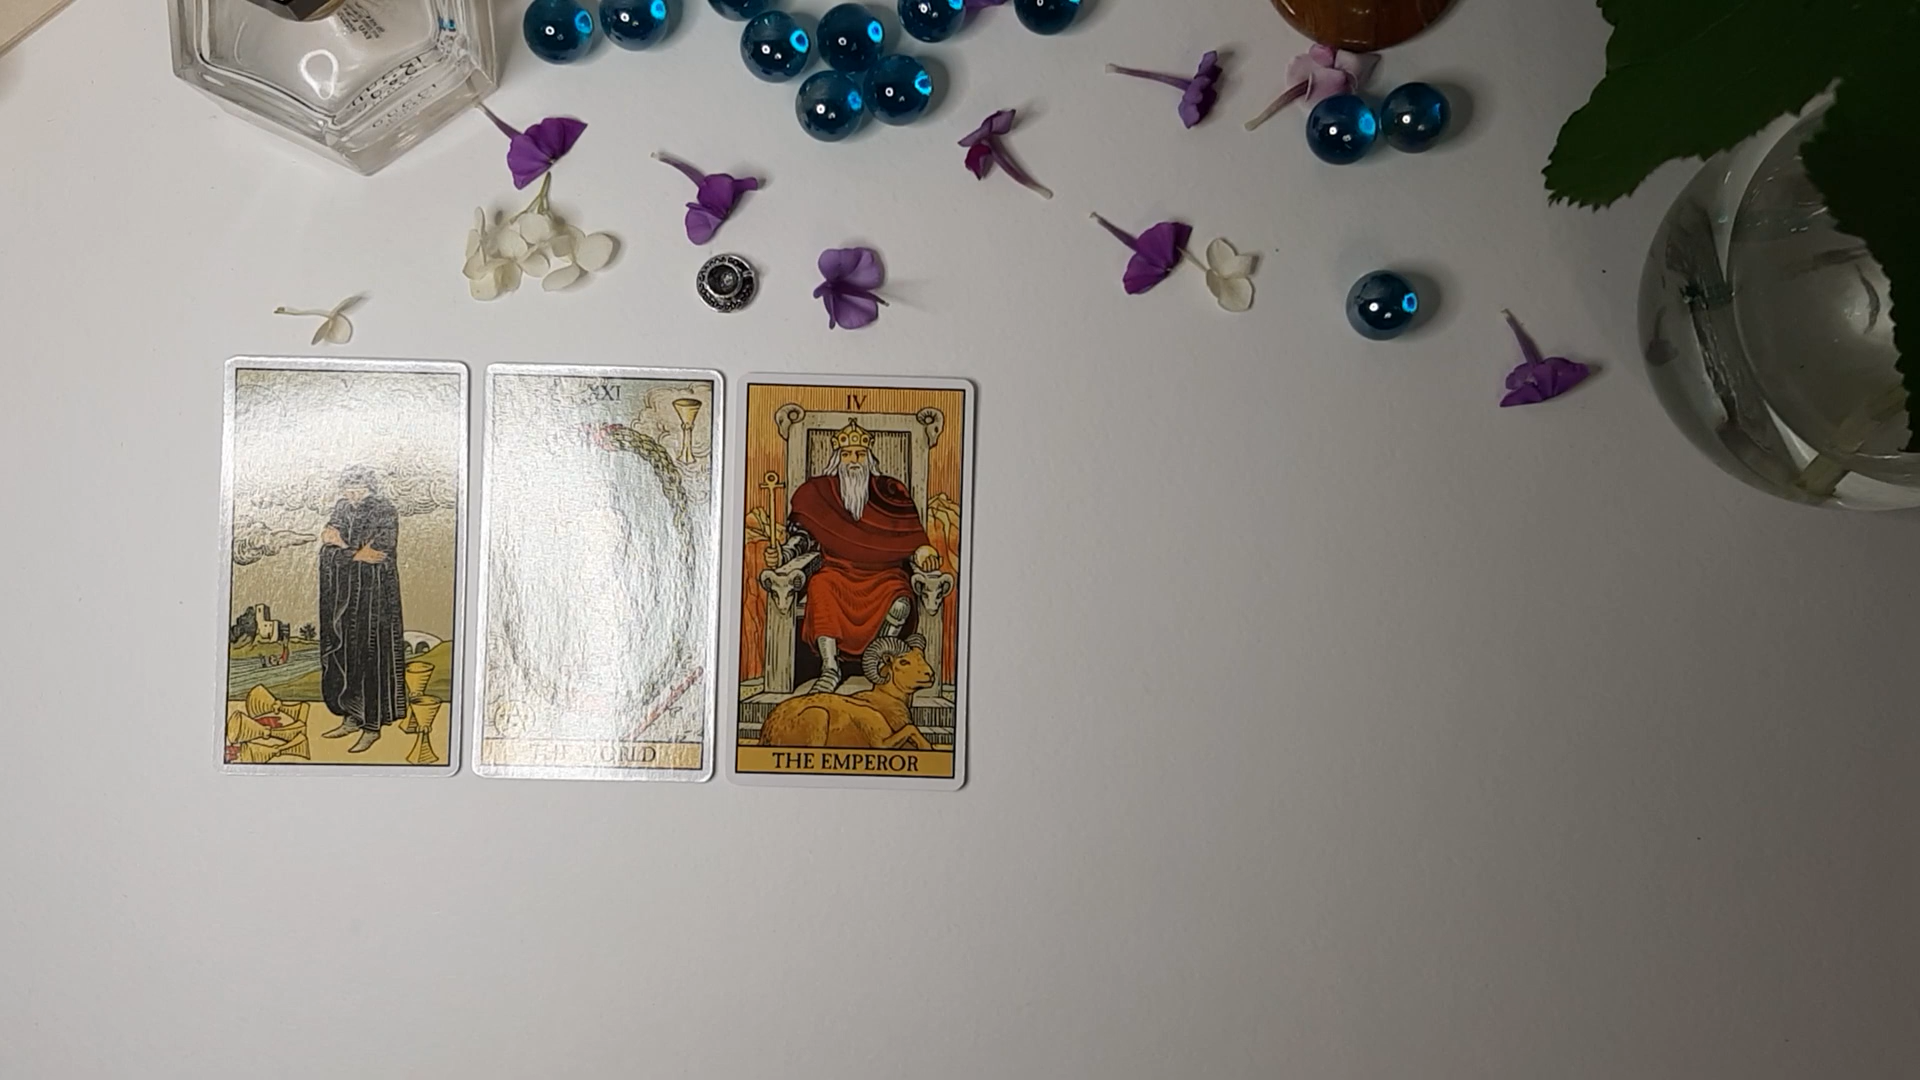 V
XXI
IV
THE WORLD
THE EMPEROR